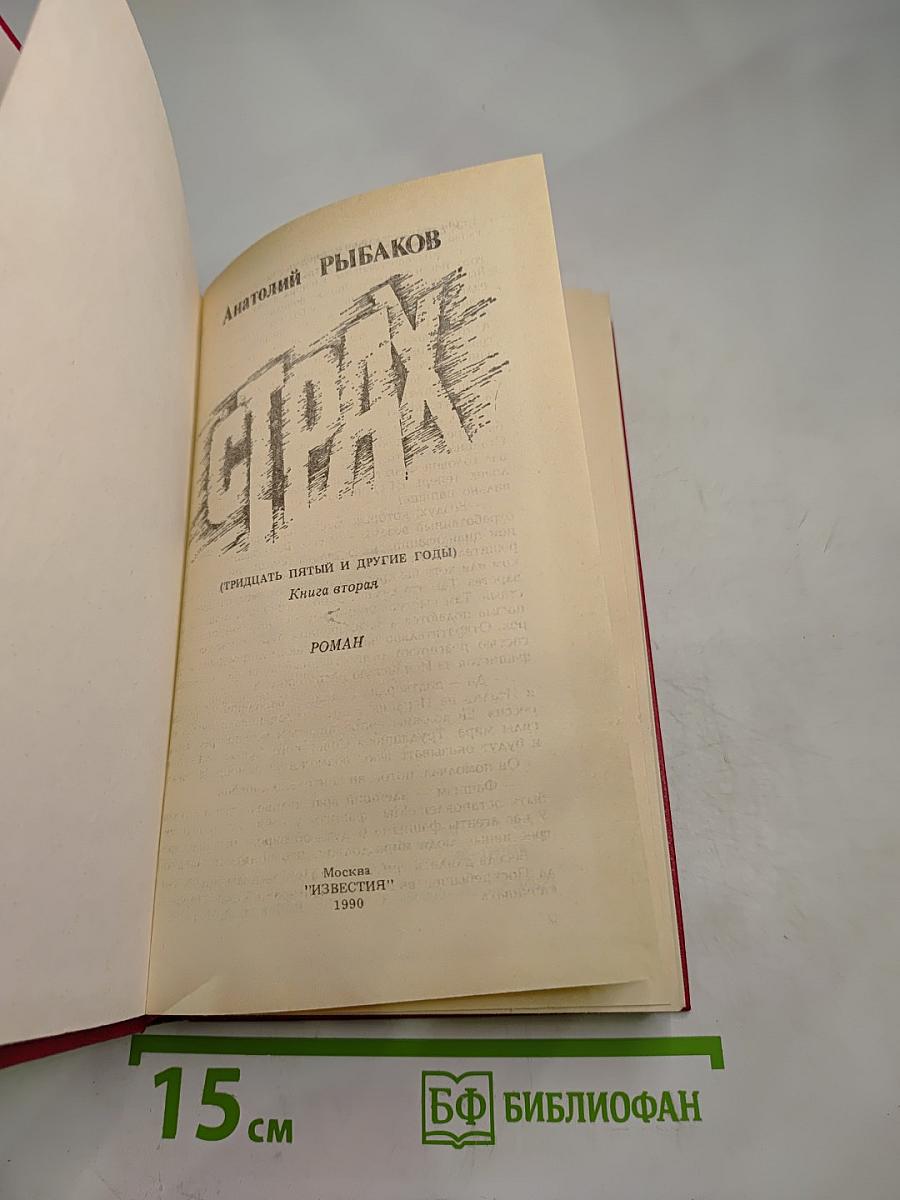 Анатолий РЫБАКОВ
СТРАХ
(ТРИДЦАТЬ ПЯТЫЙ И ДРУГИЕ ГОДЫ)
Книга вторая
РОМАН
Москва
"ИЗВЕСТИЯ"
1990
15 см
БФ БИБЛИОФАН